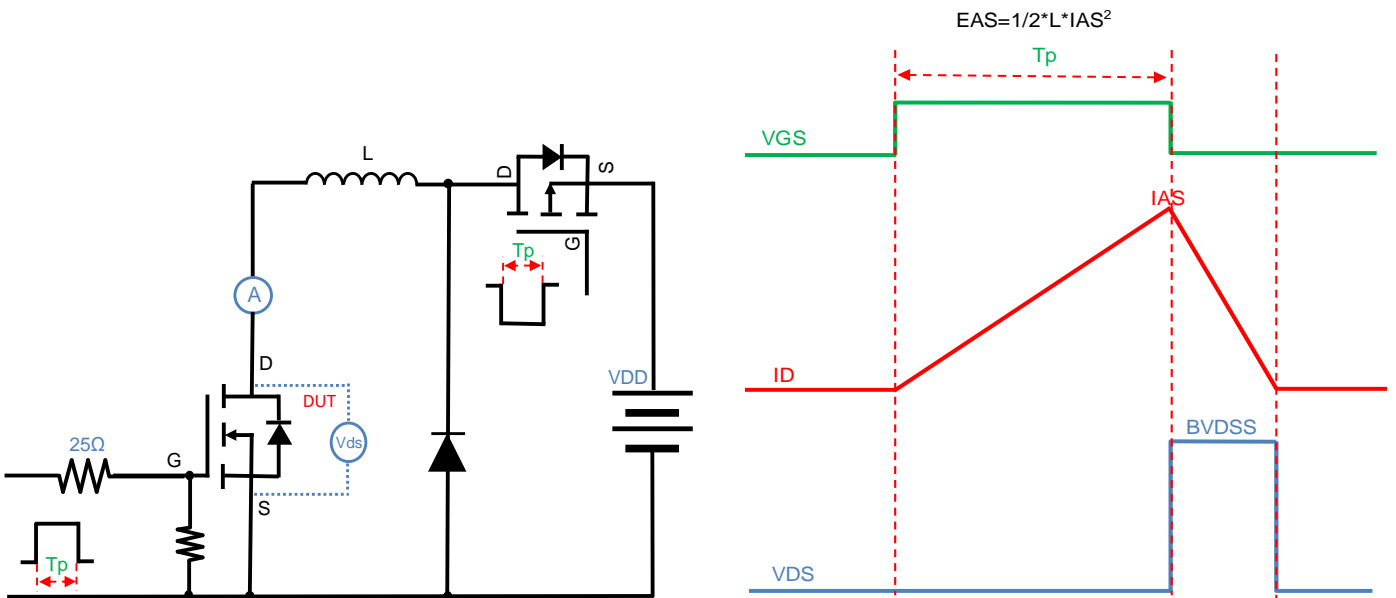 EAS=1/2*L*IAS²
L
D
S
G
Tp
A
D
DUT
VDD
Vds
25Ω
G
S
Tp
Tp
VGS
IAS
ID
BVDSS
VDS